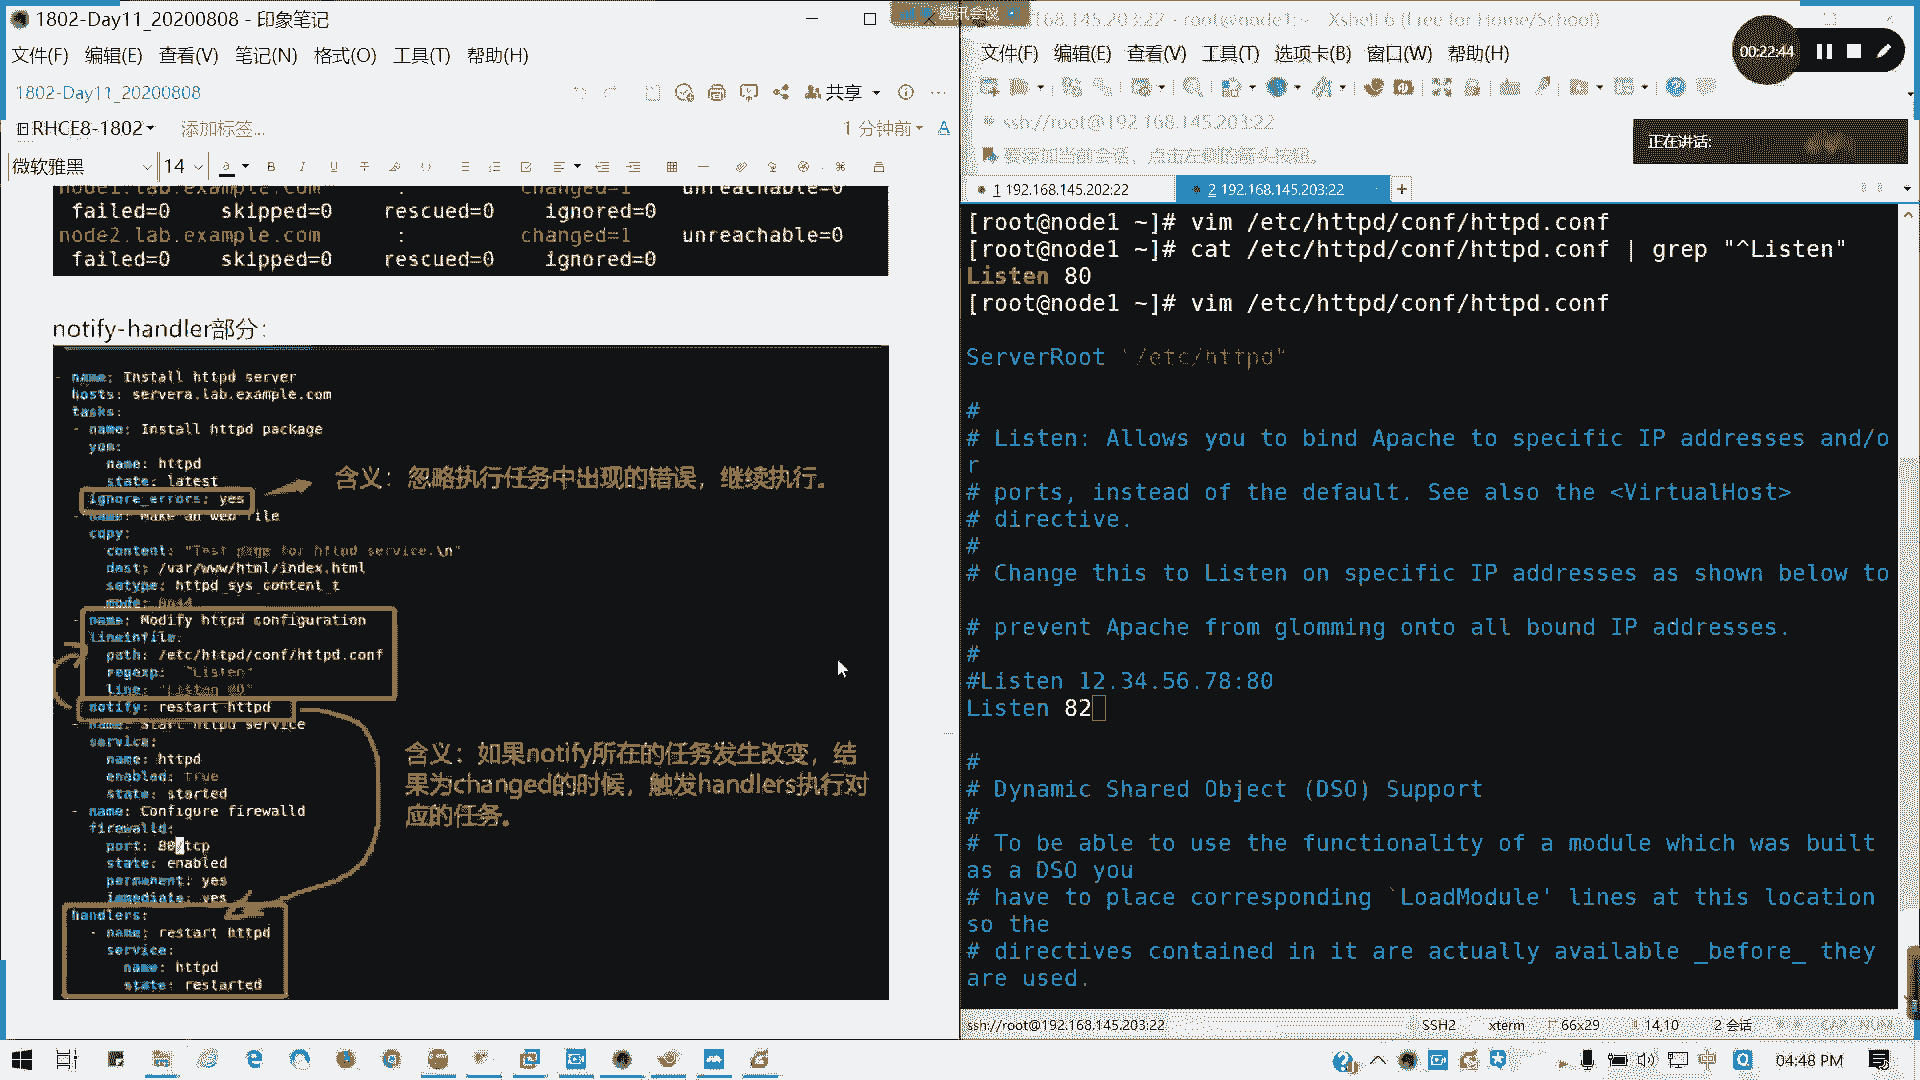 1802-Day11_20200808 - 印象笔记
文件(F) 编辑(E) 查看(V) 笔记(N) 格式(O) 工具(T) 帮助(H)
1802-Day11_20200808
共享
RHCE8-1802
添加标签...
1 分钟前
微软雅黑
14
node1.lab.example.com : changed=1 unreachable=0
failed=0 skipped=0 rescued=0 ignored=0
node2.lab.example.com : changed=1 unreachable=0
failed=0 skipped=0 rescued=0 ignored=0
notify-handler部分：
- name: Install httpd server
hosts: servera.lab.example.com
tasks:
- name: Install httpd package
yum:
name: httpd
state: latest
ignore_errors: yes
含义：忽略执行任务中出现的错误，继续执行。
- name: Make an web file
copy:
content: "Test page for httpd service.\n"
dest: /var/www/html/index.html
setype: httpd_sys_content_t
mode: 0644
- name: Modify httpd configuration
lineinfile:
path: /etc/httpd/conf/httpd.conf
regexp: "^Listen"
line: "Listen 80"
notify: restart httpd
- name: Start httpd service
service:
name: httpd
enabled: true
state: started
含义：如果notify所在的任务发生改变，结
果为changed的时候，触发handlers执行对
应的任务。
- name: Configure firewalld
firewalld:
port: 80/tcp
state: enabled
permanent: yes
immediate: yes
handlers:
- name: restart httpd
service:
name: httpd
state: restarted
腾讯会议
168.145.203:22 - root@node1:~ - Xshell 6 (Free for Home/School)
文件(F) 编辑(E) 查看(V) 工具(T) 选项卡(B) 窗口(W) 帮助(H)
00:22:44
ssh://root@192.168.145.203:22
要添加当前会话，点击左侧的箭头按钮。
正在讲话:
1 192.168.145.202:22
2 192.168.145.203:22
[root@node1 ~]# vim /etc/httpd/conf/httpd.conf
[root@node1 ~]# cat /etc/httpd/conf/httpd.conf | grep "^Listen"
Listen 80
[root@node1 ~]# vim /etc/httpd/conf/httpd.conf
ServerRoot "/etc/httpd"
#
# Listen: Allows you to bind Apache to specific IP addresses and/o
r
# ports, instead of the default. See also the <VirtualHost>
# directive.
#
# Change this to Listen on specific IP addresses as shown below to
# prevent Apache from glomming onto all bound IP addresses.
#
#Listen 12.34.56.78:80
Listen 82
#
# Dynamic Shared Object (DSO) Support
#
# To be able to use the functionality of a module which was built
as a DSO you
# have to place corresponding `LoadModule' lines at this location
so the
# directives contained in it are actually available _before_ they
are used.
ssh://root@192.168.145.203:22
SSH2 xterm 66x29 14,10 2 会话 CAP NUM
中
04:48 PM